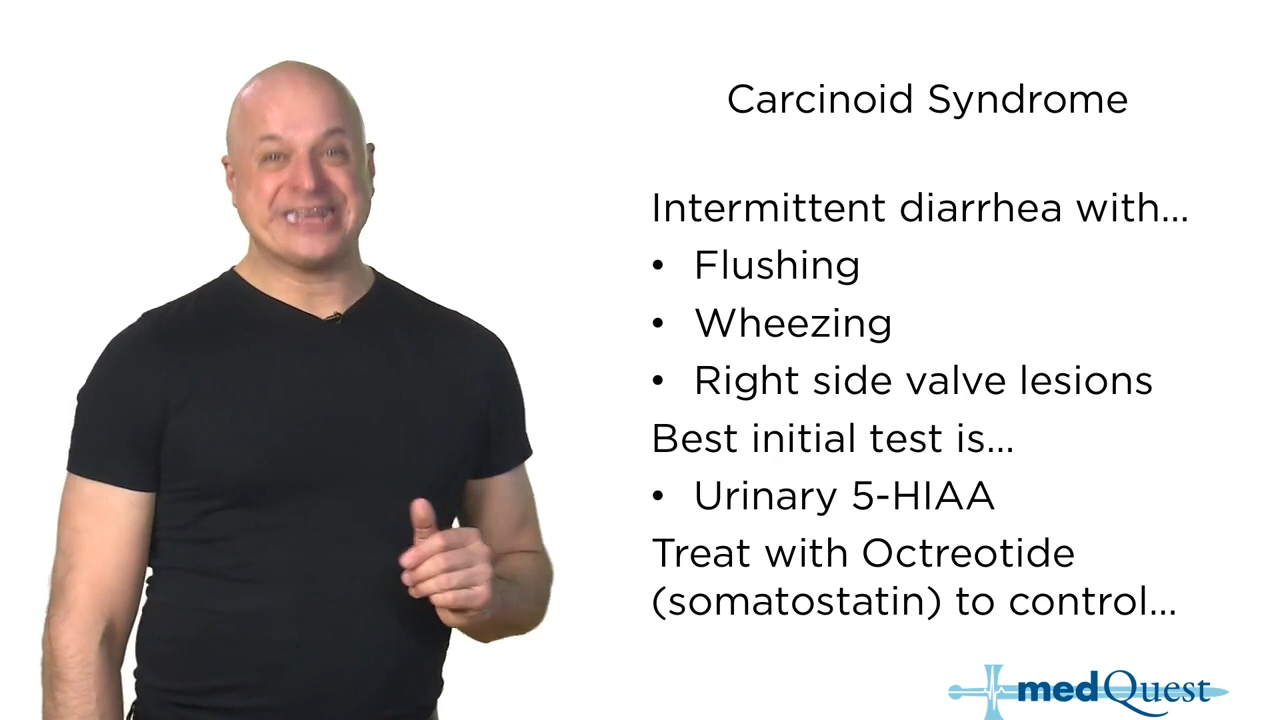 Carcinoid Syndrome
Intermittent diarrhea with...
• Flushing
• Wheezing
• Right side valve lesions
Best initial test is...
• Urinary 5-HIAA
Treat with Octreotide
(somatostatin) to control...
medQuest